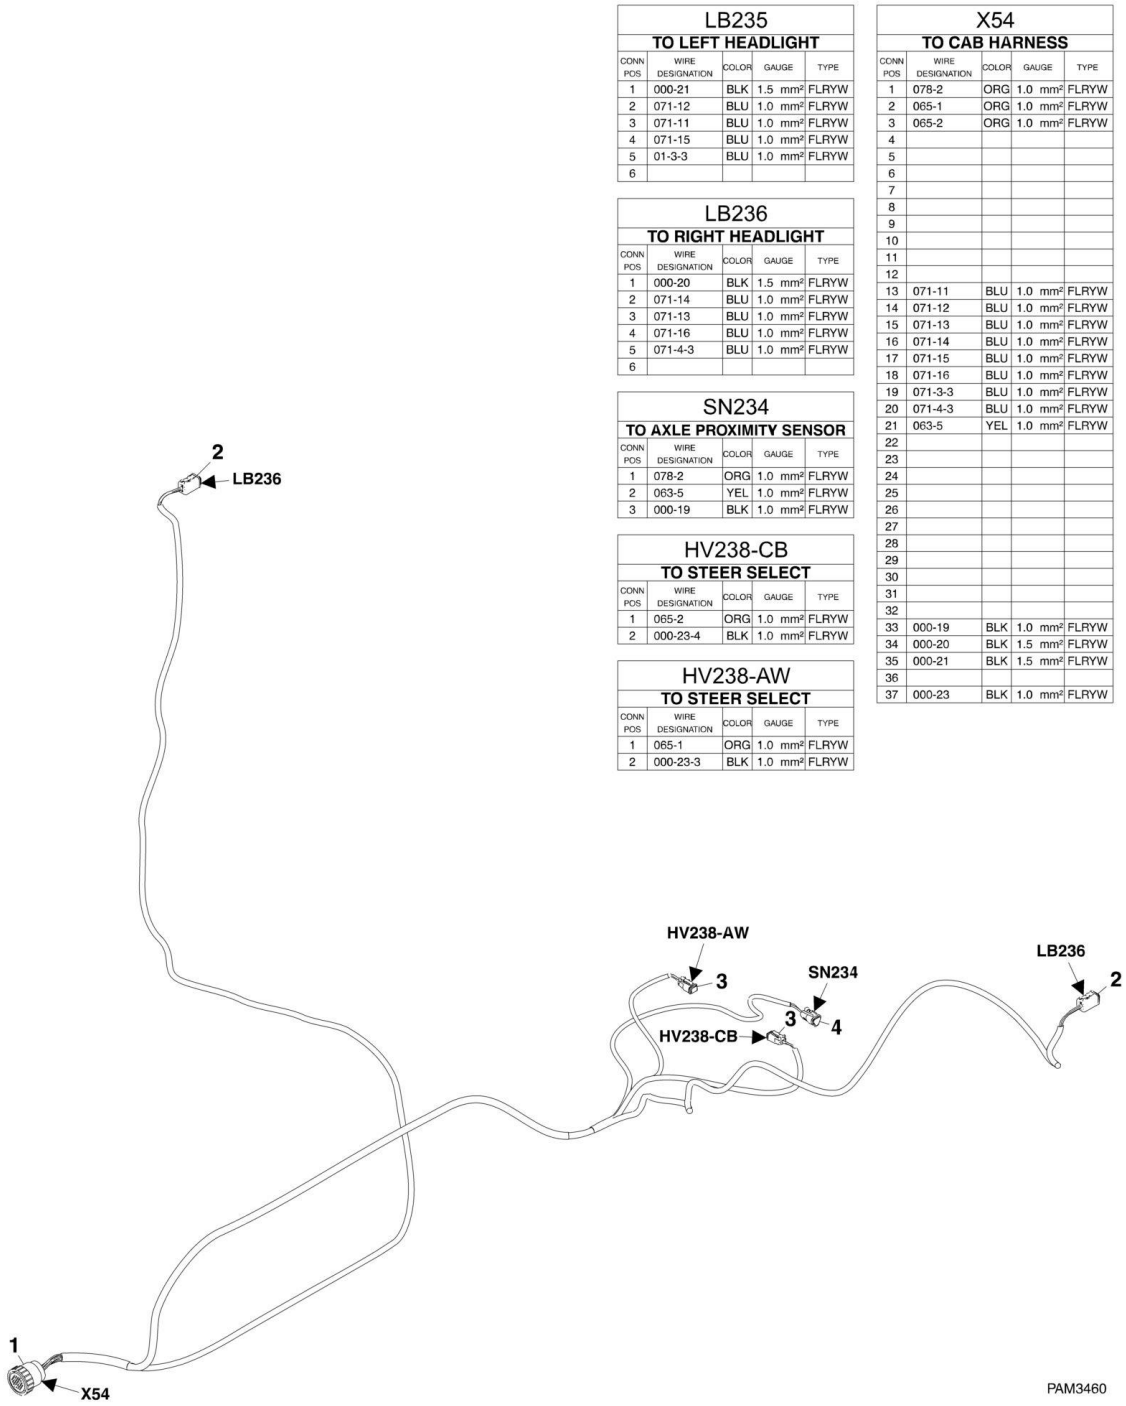 LB235
TO LEFT HEADLIGHT
CONN POS WIRE DESIGNATION COLOR GAUGE TYPE
1 000-21 BLK 1.5 mm² FLRYW
2 071-12 BLU 1.0 mm² FLRYW
3 071-11 BLU 1.0 mm² FLRYW
4 071-15 BLU 1.0 mm² FLRYW
5 01-3-3 BLU 1.0 mm² FLRYW
6
LB236
TO RIGHT HEADLIGHT
CONN POS WIRE DESIGNATION COLOR GAUGE TYPE
1 000-20 BLK 1.5 mm² FLRYW
2 071-14 BLU 1.0 mm² FLRYW
3 071-13 BLU 1.0 mm² FLRYW
4 071-16 BLU 1.0 mm² FLRYW
5 071-4-3 BLU 1.0 mm² FLRYW
6
SN234
TO AXLE PROXIMITY SENSOR
CONN POS WIRE DESIGNATION COLOR GAUGE TYPE
1 078-2 ORG 1.0 mm² FLRYW
2 063-5 YEL 1.0 mm² FLRYW
3 000-19 BLK 1.0 mm² FLRYW
HV238-CB
TO STEER SELECT
CONN POS WIRE DESIGNATION COLOR GAUGE TYPE
1 065-2 ORG 1.0 mm² FLRYW
2 000-23-4 BLK 1.0 mm² FLRYW
HV238-AW
TO STEER SELECT
CONN POS WIRE DESIGNATION COLOR GAUGE TYPE
1 065-1 ORG 1.0 mm² FLRYW
2 000-23-3 BLK 1.0 mm² FLRYW
X54
TO CAB HARNESS
CONN POS WIRE DESIGNATION COLOR GAUGE TYPE
1 078-2 ORG 1.0 mm² FLRYW
2 065-1 ORG 1.0 mm² FLRYW
3 065-2 ORG 1.0 mm² FLRYW
4
5
6
7
8
9
10
11
12
13 071-11 BLU 1.0 mm² FLRYW
14 071-12 BLU 1.0 mm² FLRYW
15 071-13 BLU 1.0 mm² FLRYW
16 071-14 BLU 1.0 mm² FLRYW
17 071-15 BLU 1.0 mm² FLRYW
18 071-16 BLU 1.0 mm² FLRYW
19 071-3-3 BLU 1.0 mm² FLRYW
20 071-4-3 BLU 1.0 mm² FLRYW
21 063-5 YEL 1.0 mm² FLRYW
22
23
24
25
26
27
28
29
30
31
32
33 000-19 BLK 1.0 mm² FLRYW
34 000-20 BLK 1.5 mm² FLRYW
35 000-21 BLK 1.5 mm² FLRYW
36
37 000-23 BLK 1.0 mm² FLRYW
2
LB236
HV238-AW
3
SN234
4
3
HV238-CB
LB236
2
1
X54
PAM3460